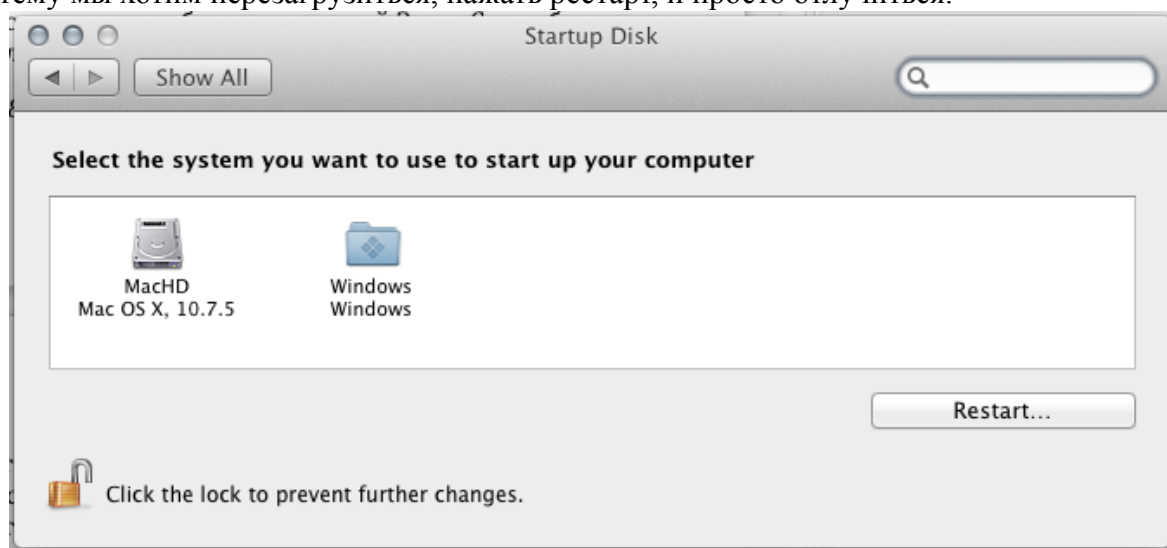 мы хотим перезагрузиться, нажать рестарт, и просто отлучиться.
Startup Disk
Show All
Select the system you want to use to start up your computer
MacHD
Mac OS X, 10.7.5
Windows
Windows
Restart...
Click the lock to prevent further changes.